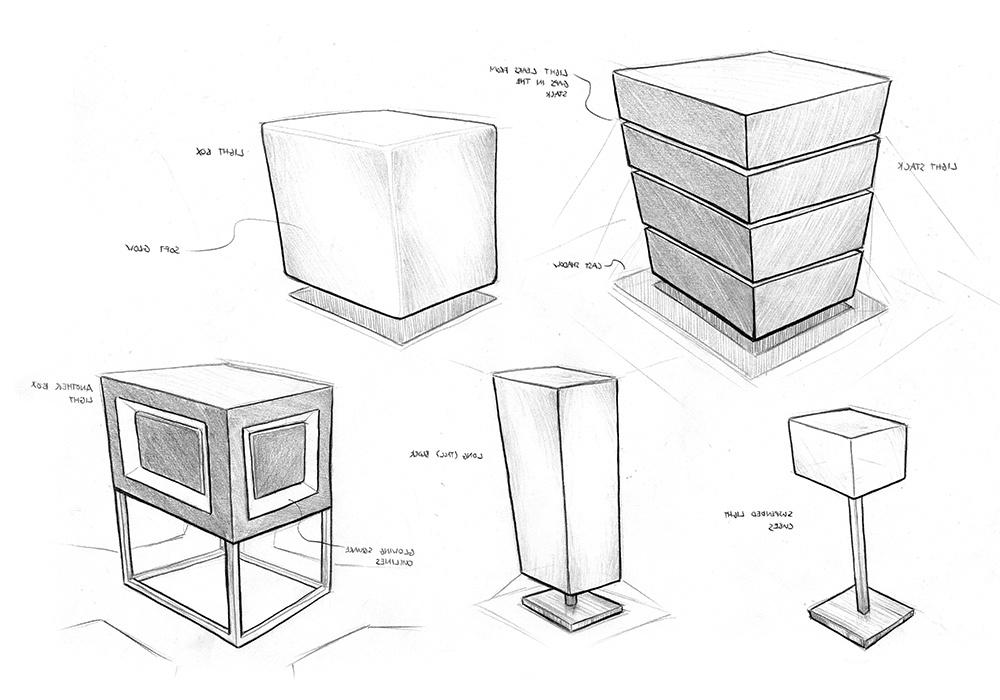 LIGHT LEAKS FROM
GAPS IN THE
STACK
LIGHT BOX
LIGHT STACK
SOFT GLOW
CAST SHADOW
ANOTHER BOX
LIGHT
LONG (TALL) BLOCK
SUSPENDED LIGHT
CUBES
GLOWING SQUARE
OUTLINES